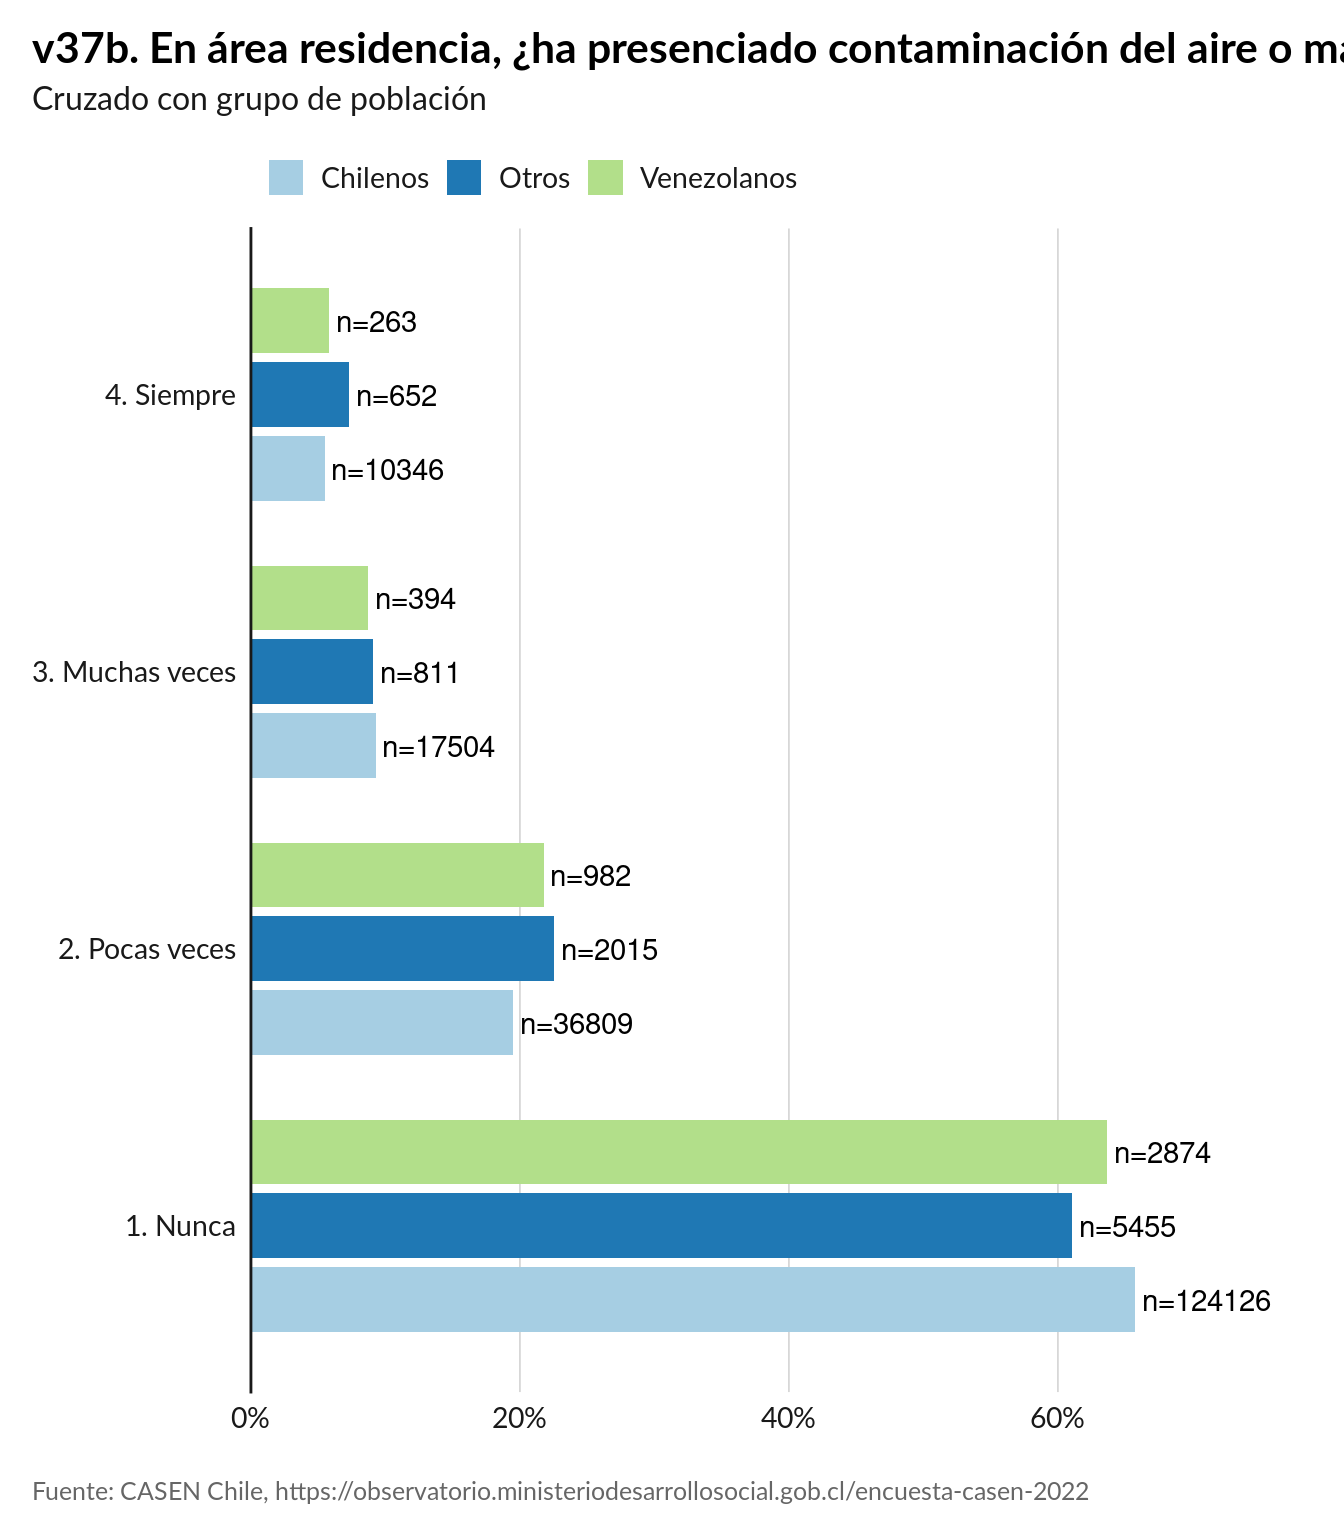 v37b. En área residencia, ¿ha presenciado contaminación del aire o ma
Cruzado con grupo de población
Chilenos Otros Venezolanos
n=263
4. Siempre n=652
n=10346
n=394
3. Muchas veces n=811
n=17504
n=982
2. Pocas veces n=2015
n=36809
n=2874
1. Nunca n=5455
n=124126
0% 20% 40% 60%
Fuente: CASEN Chile, https://observatorio.ministeriodesarrollosocial.gob.cl/encuesta-casen-2022